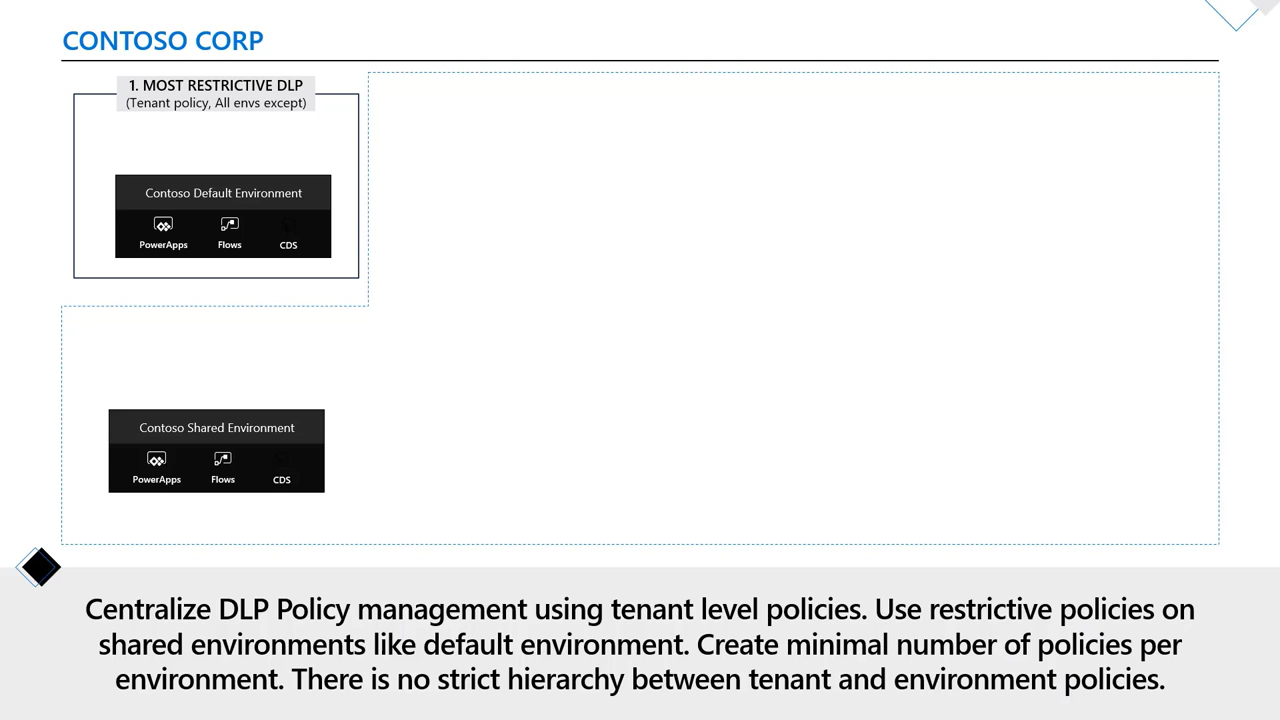 CONTOSO CORP
1. MOST RESTRICTIVE DLP
(Tenant policy, All envs except)
Contoso Default Environment
PowerApps Flows CDS
Contoso Shared Environment
PowerApps Flows CDS
Centralize DLP Policy management using tenant level policies. Use restrictive policies on
shared environments like default environment. Create minimal number of policies per
environment. There is no strict hierarchy between tenant and environment policies.